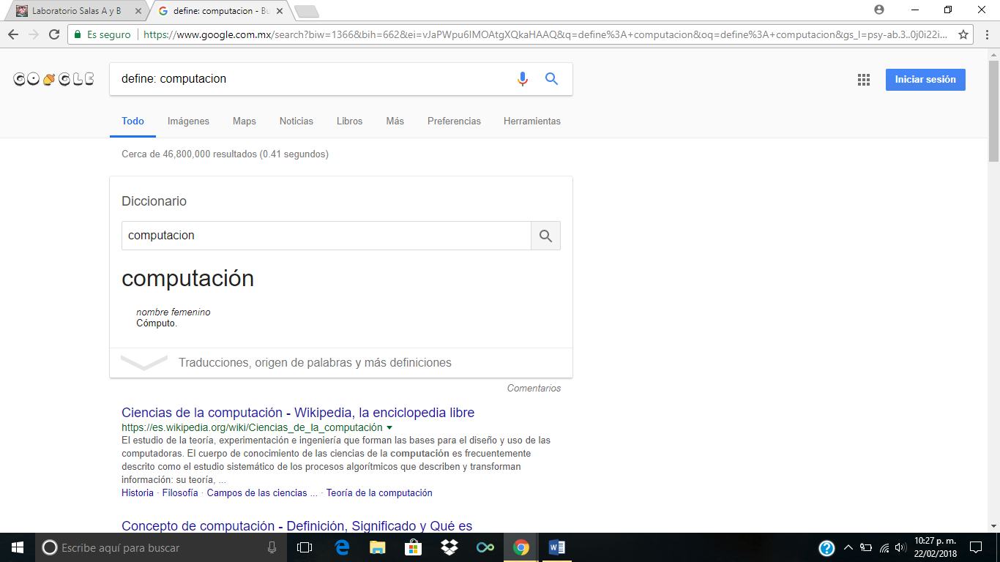 Laboratorio Salas A y B
define: computacion - Bu
Es seguro
https://www.google.com.mx/search?biw=1366&bih=662&ei=vJaPWpu6IMOAtgXQkaHAAQ&q=define%3A+computacion&oq=define%3A+computacion&gs_l=psy-ab.3..0j0i22i...
GOOGLE
define: computacion
Iniciar sesión
Todo Imágenes Maps Noticias Libros Más Preferencias Herramientas
Cerca de 46,800,000 resultados (0.41 segundos)
Diccionario
computacion
computación
nombre femenino
Cómputo.
Traducciones, origen de palabras y más definiciones
Comentarios
Ciencias de la computación - Wikipedia, la enciclopedia libre
https://es.wikipedia.org/wiki/Ciencias_de_la_computación
El estudio de la teoría, experimentación e ingeniería que forman las bases para el diseño y uso de las
computadoras. El cuerpo de conocimiento de las ciencias de la computación es frecuentemente
descrito como el estudio sistemático de los procesos algorítmicos que describen y transforman
información: su teoría, ...
Historia · Filosofía · Campos de las ciencias ... · Teoría de la computación
Concepto de computación - Definición, Significado y Qué es
Escribe aquí para buscar
10:27 p. m.
22/02/2018